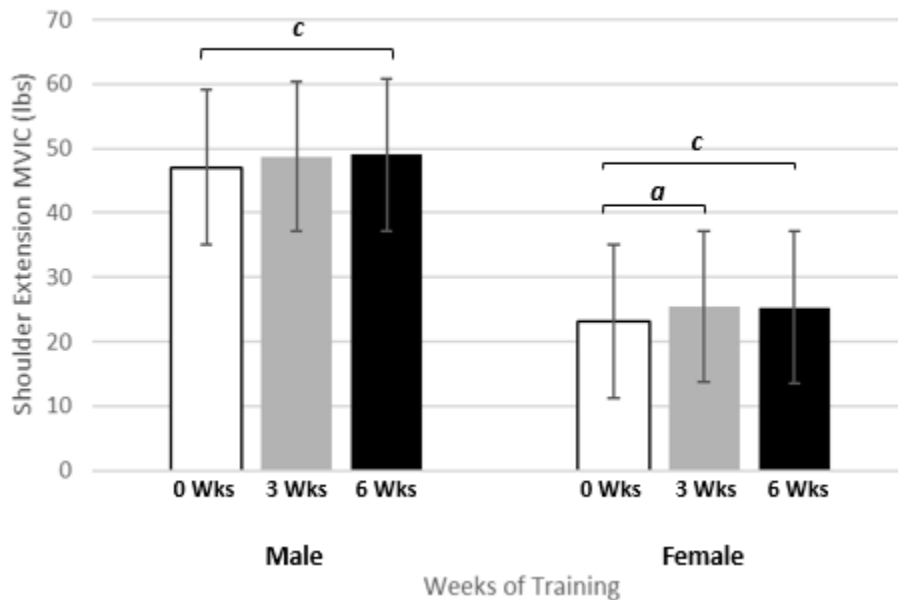 Shoulder Extension MVIC (lbs)
70
60
50
40
30
20
10
0
c
c
a
0 Wks 3 Wks 6 Wks 0 Wks 3 Wks 6 Wks
Male Female
Weeks of Training